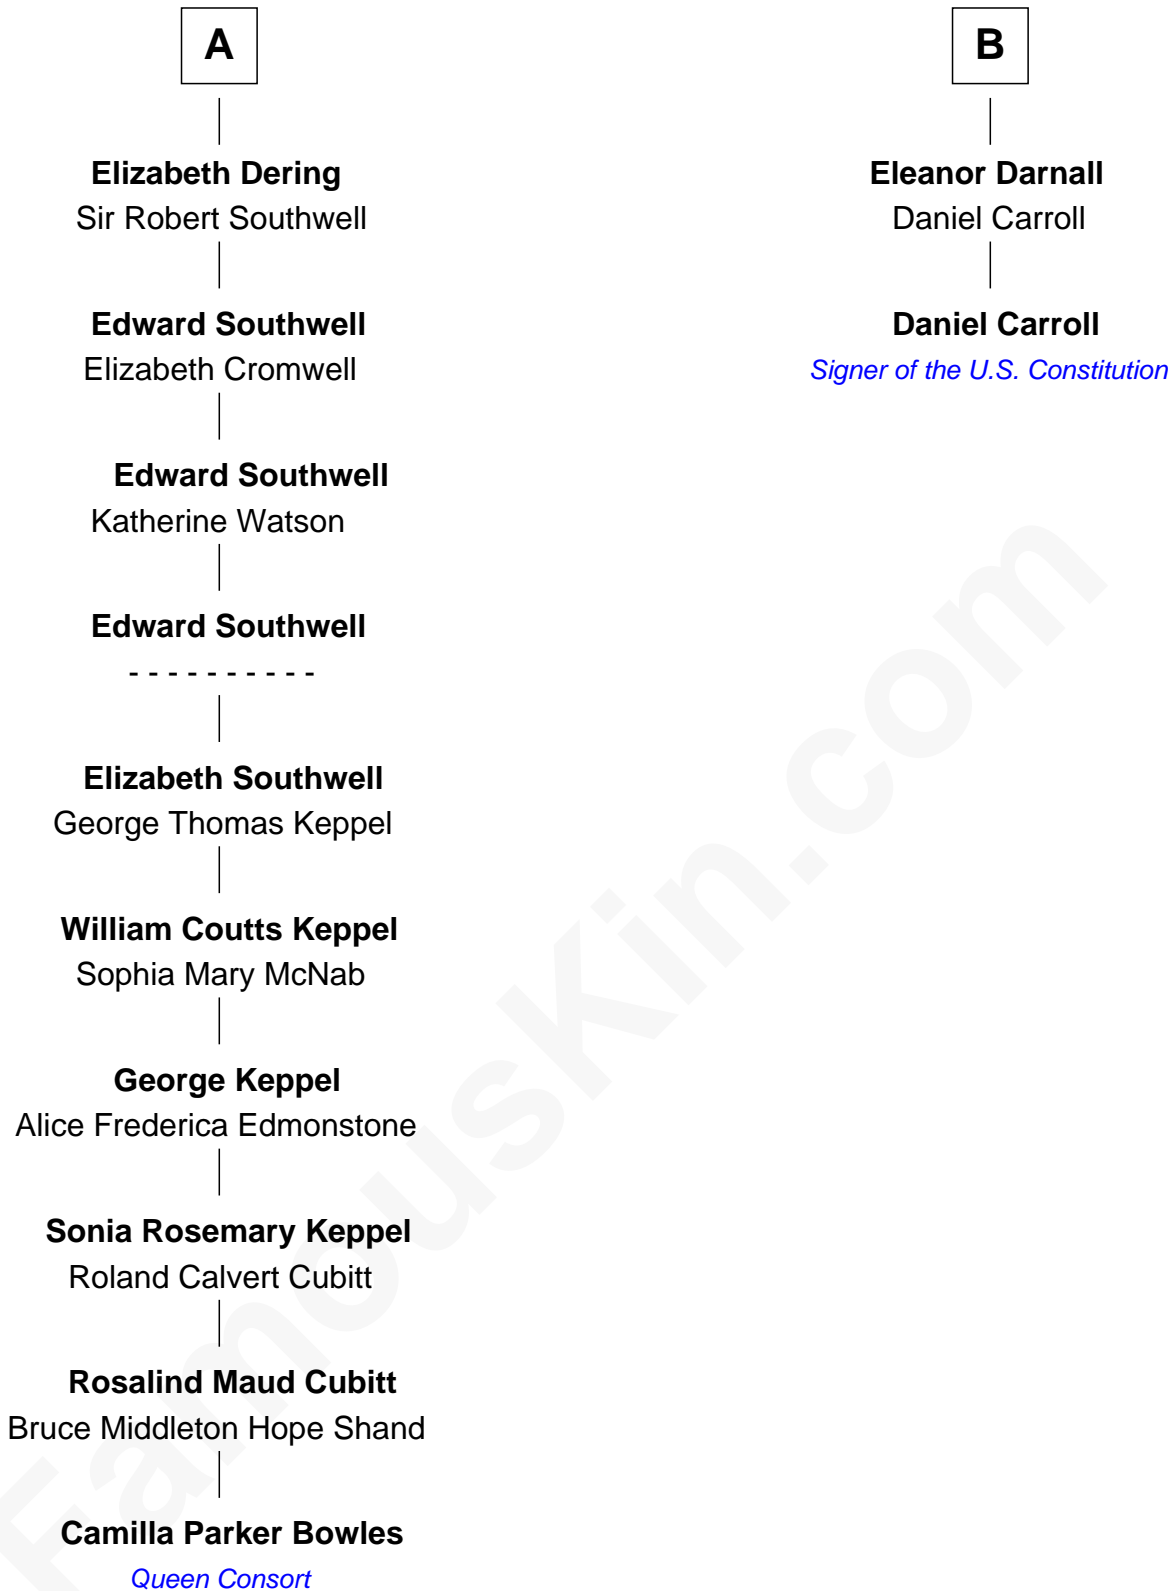 A
Elizabeth Dering
Sir Robert Southwell
Edward Southwell
Elizabeth Cromwell
Edward Southwell
Katherine Watson
Edward Southwell
- - - - - - - - - -
Elizabeth Southwell
George Thomas Keppel
William Coutts Keppel
Sophia Mary McNab
George Keppel
Alice Frederica Edmonstone
Sonia Rosemary Keppel
Roland Calvert Cubitt
Rosalind Maud Cubitt
Bruce Middleton Hope Shand
Camilla Parker Bowles
Queen Consort
B
Eleanor Darnall
Daniel Carroll
Daniel Carroll
Signer of the U.S. Constitution
FamousKin.com